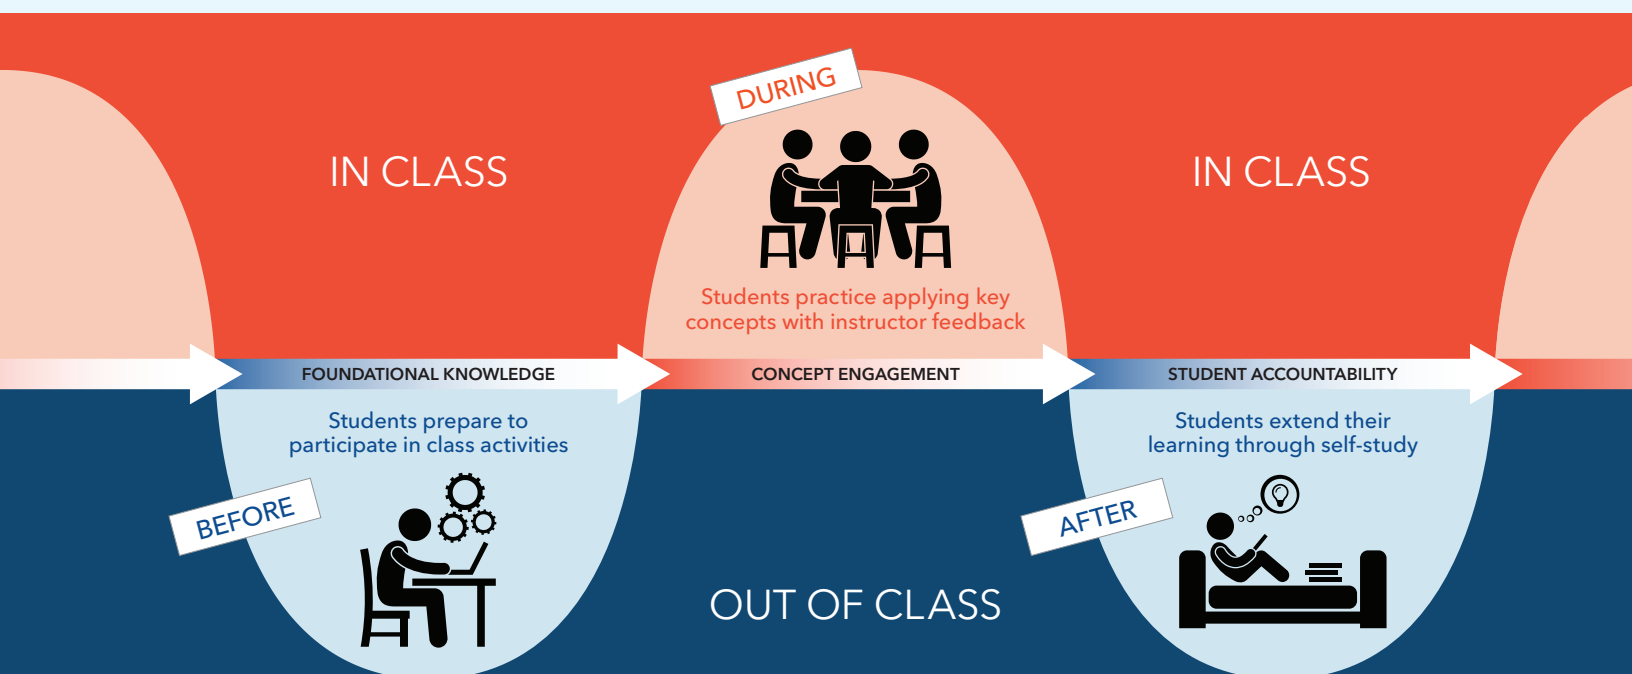 DURING
IN CLASS
IN CLASS
Students practice applying key
concepts with instructor feedback
FOUNDATIONAL KNOWLEDGE
CONCEPT ENGAGEMENT
STUDENT ACCOUNTABILITY
Students prepare to
participate in class activities
BEFORE
Students extend their
learning through self-study
AFTER
OUT OF CLASS